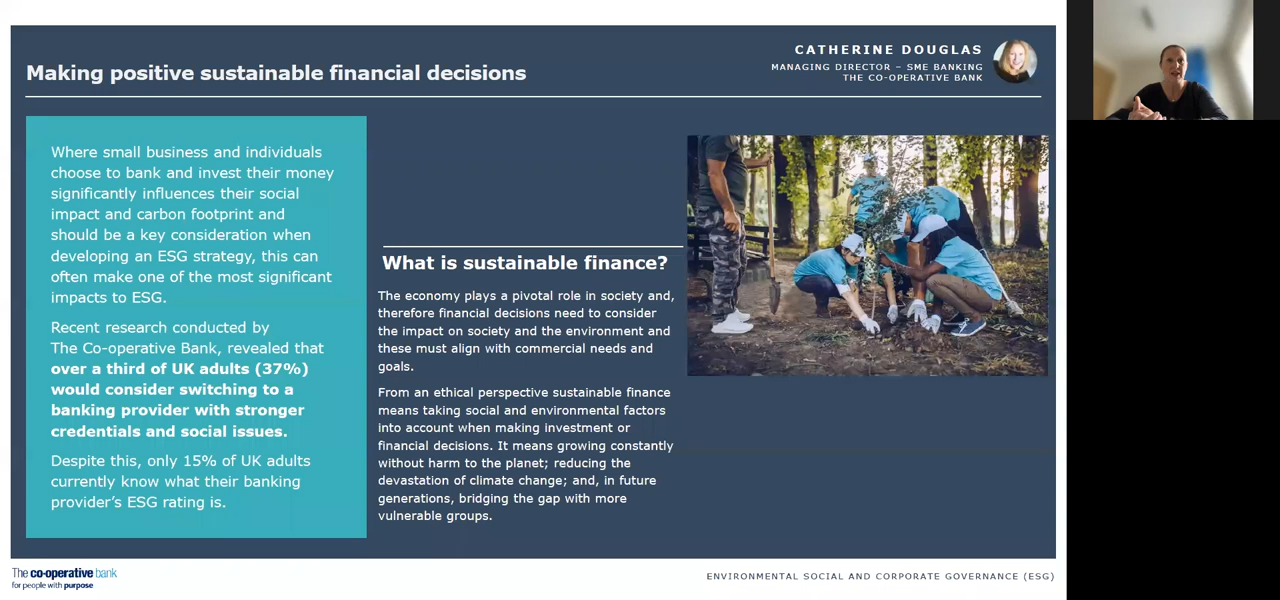 Making positive sustainable financial decisions
CATHERINE DOUGLAS
MANAGING DIRECTOR – SME BANKING
THE CO-OPERATIVE BANK
Where small business and individuals
choose to bank and invest their money
significantly influences their social
impact and carbon footprint and
should be a key consideration when
developing an ESG strategy, this can
often make one of the most significant
impacts to ESG.
Recent research conducted by
The Co-operative Bank, revealed that
over a third of UK adults (37%)
would consider switching to a
banking provider with stronger
credentials and social issues.
Despite this, only 15% of UK adults
currently know what their banking
provider’s ESG rating is.
What is sustainable finance?
The economy plays a pivotal role in society and,
therefore financial decisions need to consider
the impact on society and the environment and
these must align with commercial needs and
goals.
From an ethical perspective sustainable finance
means taking social and environmental factors
into account when making investment or
financial decisions. It means growing constantly
without harm to the planet; reducing the
devastation of climate change; and, in future
generations, bridging the gap with more
vulnerable groups.
The co-operative bank
for people with purpose
ENVIRONMENTAL SOCIAL AND CORPORATE GOVERNANCE (ESG)